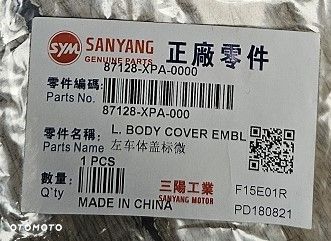 SYM SANYANG 正廠零件
GENUINE PARTS
87128-XPA-0000
零件編碼:
Parts No.
87128-XPA-000
零件名稱: L. BODY COVER EMBL
Parts Name 左车体盖标微
1 PCS
數量:
Q'ty
三陽工業 F15E01R
SANYANG MOTOR
MADE IN CHINA PD180821
OTOMOTO